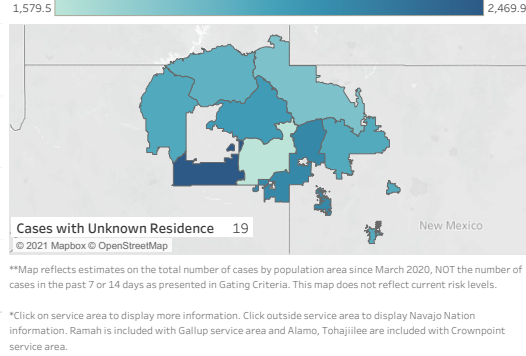 1,579.5 2,469.9
New Mexico
Cases with Unknown Residence 19
© 2021 Mapbox © OpenStreetMap
**Map reflects estimates on the total number of cases by population area since March 2020, NOT the number of
cases in the past 7 or 14 days as presented in Gating Criteria. This map does not reflect current risk levels.
*Click on service area to display more information. Click outside service area to display Navajo Nation
information. Ramah is included with Gallup service area and Alamo, Tohajiilee are included with Crownpoint
service area.